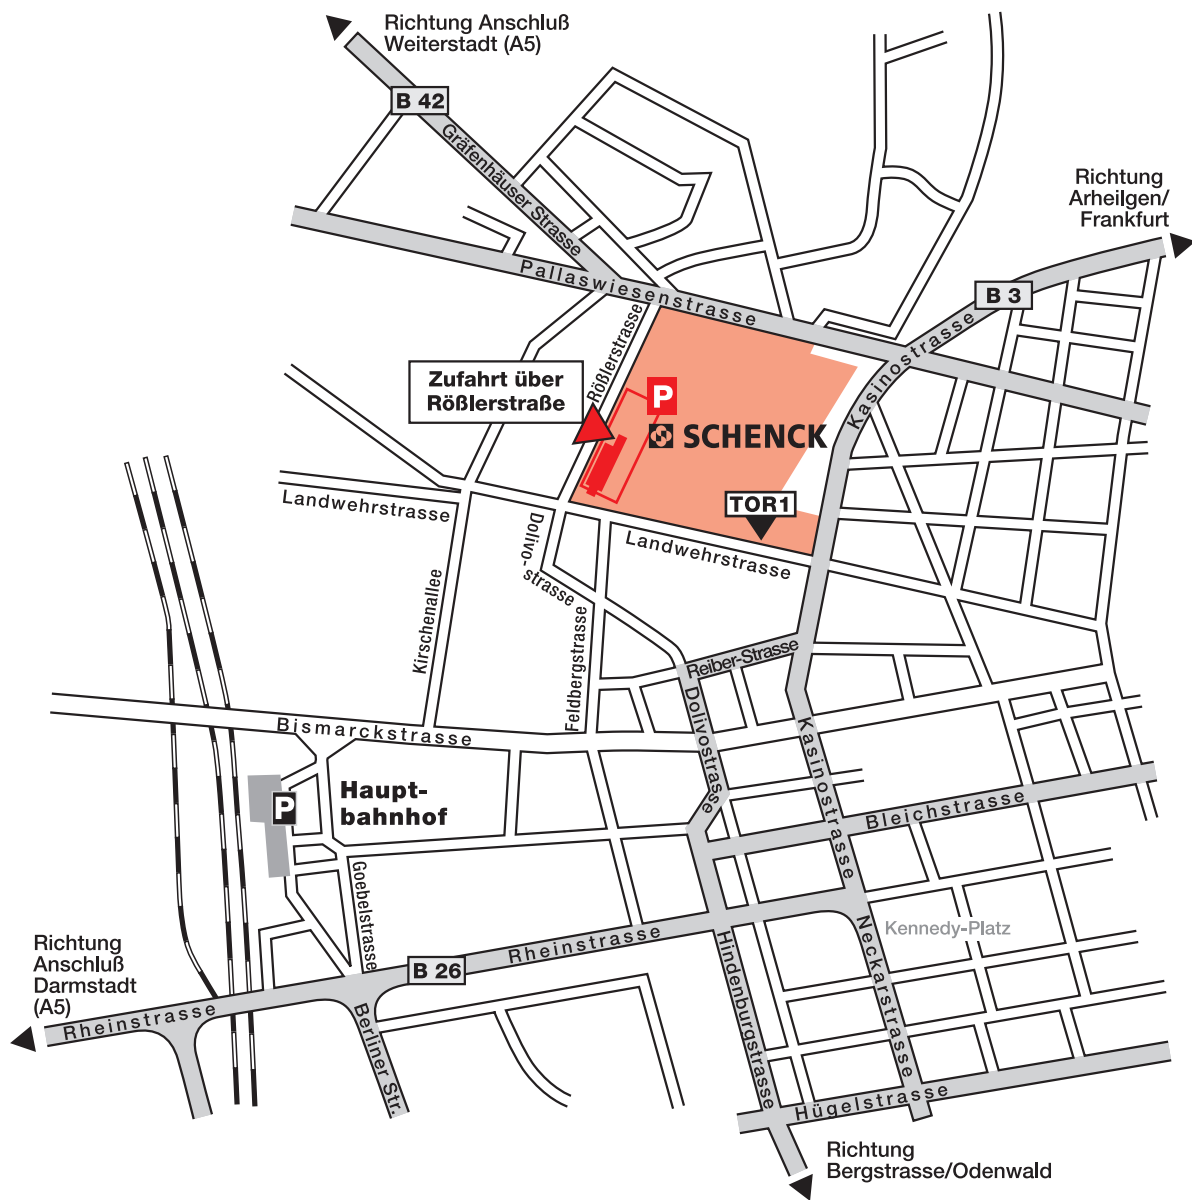 Richtung Anschluß
Weiterstadt (A5)
B 42
Gräfenhäuser Strasse
Richtung
Arheilgen/
Frankfurt
Pallaswiesenstrasse
B 3
Kasinostrasse
Rößlerstrasse
Zufahrt über
Rößlerstraße
P
SCHENCK
TOR1
Landwehrstrasse
Landwehrstrasse
Dolivo-
strasse
Kirschenallee
Feldbergstrasse
Reiber-Strasse
Dolivostrasse
Kasinostrasse
Bismarckstrasse
Haupt-
bahnhof
P
Bleichstrasse
Goebelstrasse
Kennedy-Platz
Neckarstrasse
Rheinstrasse
Hindenburgstrasse
B 26
Richtung
Anschluß
Darmstadt
(A5)
Rheinstrasse
Berliner Str.
Hügelstrasse
Richtung
Bergstrasse/Odenwald